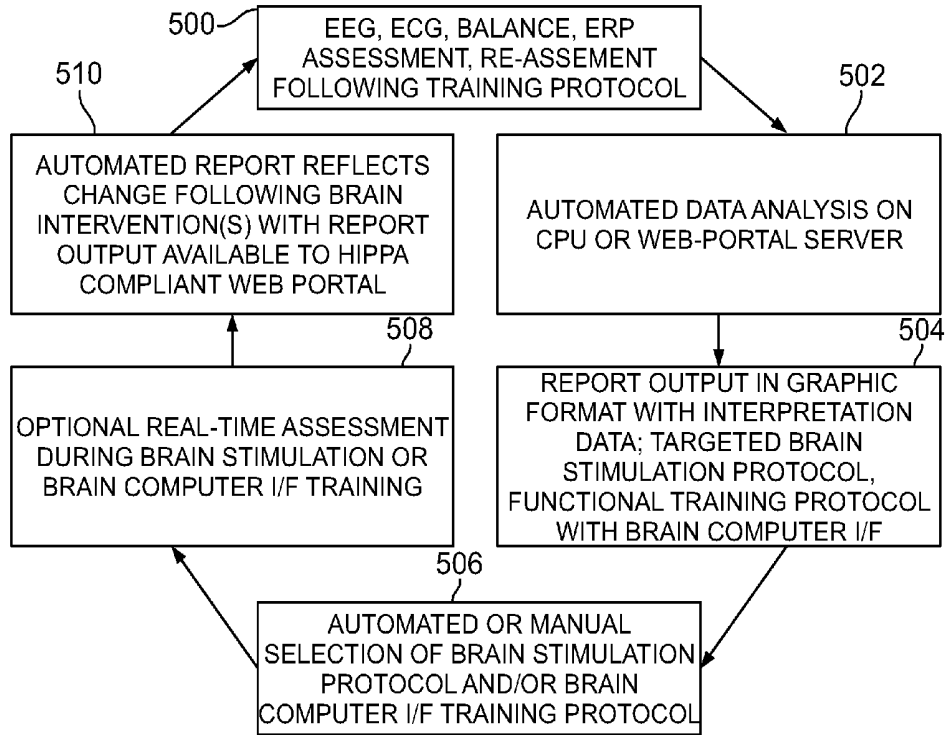 500
EEG, ECG, BALANCE, ERP
ASSESSMENT, RE-ASSEMENT
FOLLOWING TRAINING PROTOCOL
502
AUTOMATED DATA ANALYSIS ON
CPU OR WEB-PORTAL SERVER
504
REPORT OUTPUT IN GRAPHIC
FORMAT WITH INTERPRETATION
DATA; TARGETED BRAIN
STIMULATION PROTOCOL,
FUNCTIONAL TRAINING PROTOCOL
WITH BRAIN COMPUTER I/F
506
AUTOMATED OR MANUAL
SELECTION OF BRAIN STIMULATION
PROTOCOL AND/OR BRAIN
COMPUTER I/F TRAINING PROTOCOL
508
OPTIONAL REAL-TIME ASSESSMENT
DURING BRAIN STIMULATION OR
BRAIN COMPUTER I/F TRAINING
510
AUTOMATED REPORT REFLECTS
CHANGE FOLLOWING BRAIN
INTERVENTION(S) WITH REPORT
OUTPUT AVAILABLE TO HIPPA
COMPLIANT WEB PORTAL